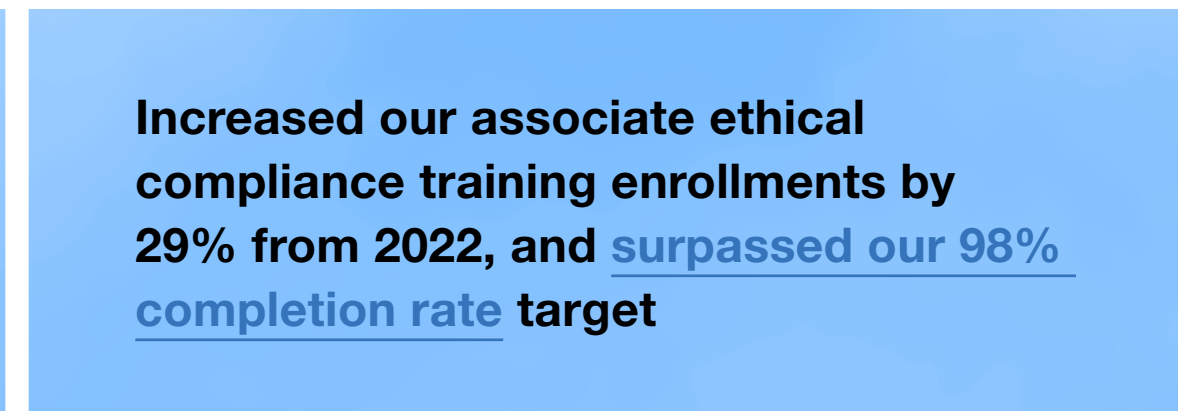 Increased our associate ethical
compliance training enrollments by
29% from 2022, and surpassed our 98%
completion rate target